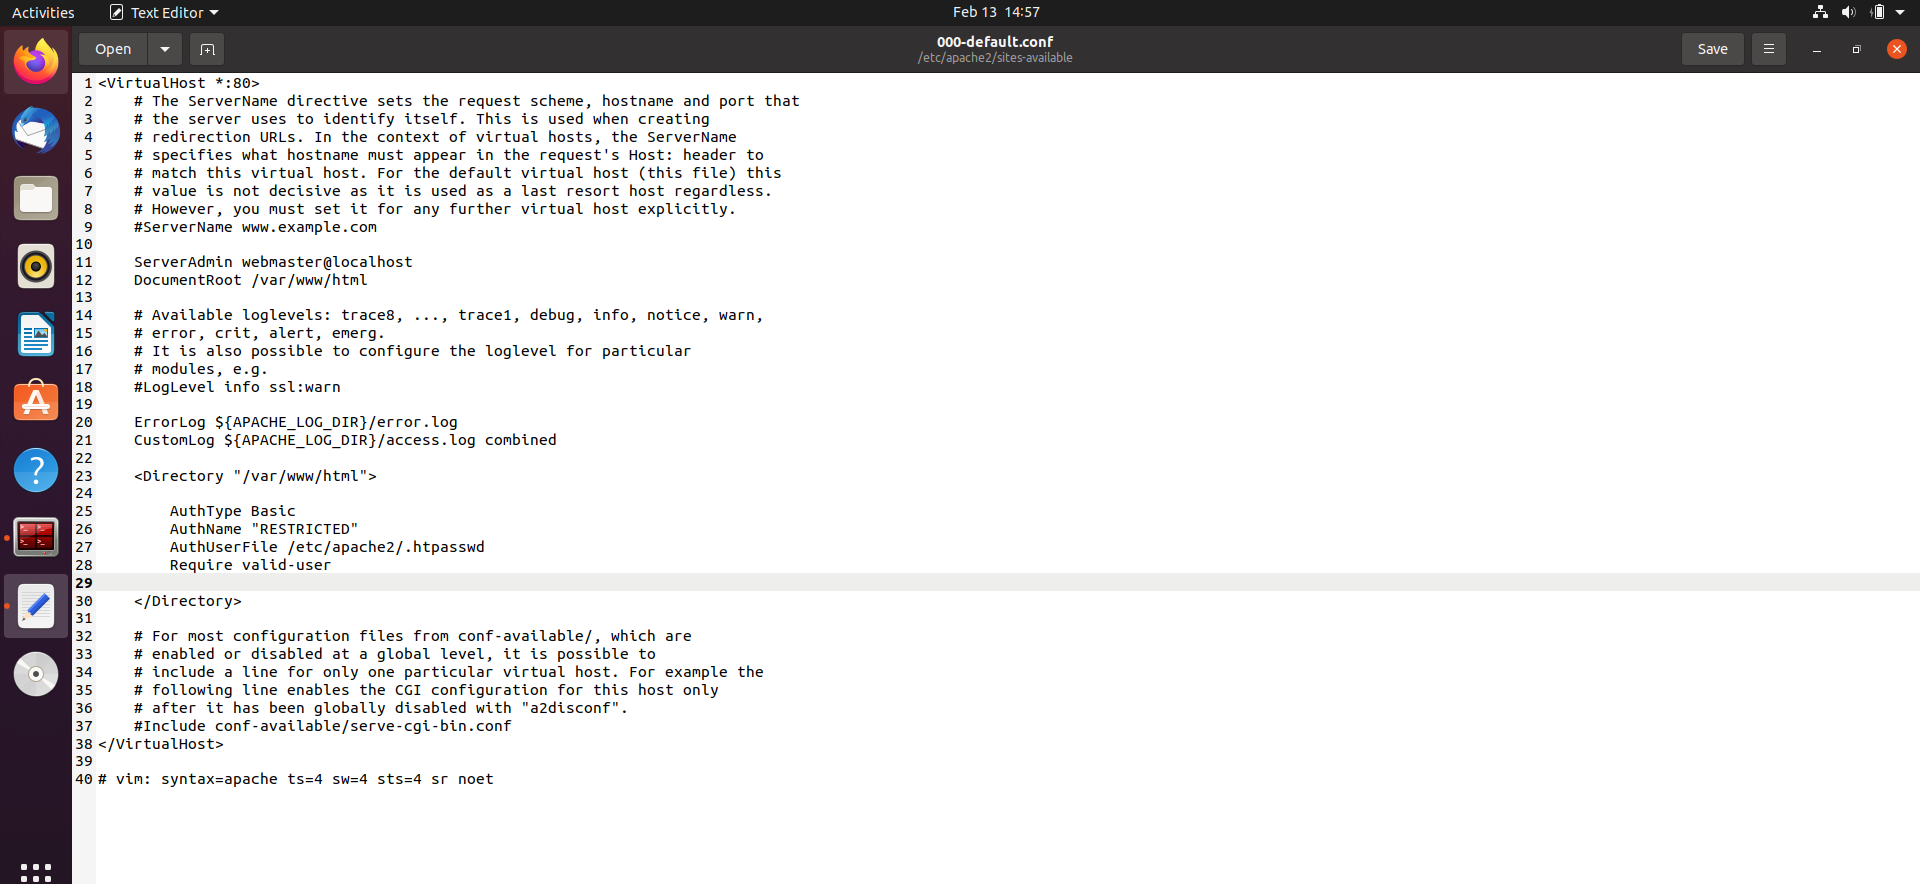 Activities Text Editor Feb 13 14:57
Open 000-default.conf Save
/etc/apache2/sites-available
1 <VirtualHost *:80>
2 # The ServerName directive sets the request scheme, hostname and port that
3 # the server uses to identify itself. This is used when creating
4 # redirection URLs. In the context of virtual hosts, the ServerName
5 # specifies what hostname must appear in the request's Host: header to
6 # match this virtual host. For the default virtual host (this file) this
7 # value is not decisive as it is used as a last resort host regardless.
8 # However, you must set it for any further virtual host explicitly.
9 #ServerName www.example.com
10
11 ServerAdmin webmaster@localhost
12 DocumentRoot /var/www/html
13
14 # Available loglevels: trace8, ..., trace1, debug, info, notice, warn,
15 # error, crit, alert, emerg.
16 # It is also possible to configure the loglevel for particular
17 # modules, e.g.
18 #LogLevel info ssl:warn
19
20 ErrorLog ${APACHE_LOG_DIR}/error.log
21 CustomLog ${APACHE_LOG_DIR}/access.log combined
22
23 <Directory "/var/www/html">
24
25 AuthType Basic
26 AuthName "RESTRICTED"
27 AuthUserFile /etc/apache2/.htpasswd
28 Require valid-user
29
30 </Directory>
31
32 # For most configuration files from conf-available/, which are
33 # enabled or disabled at a global level, it is possible to
34 # include a line for only one particular virtual host. For example the
35 # following line enables the CGI configuration for this host only
36 # after it has been globally disabled with "a2disconf".
37 #Include conf-available/serve-cgi-bin.conf
38 </VirtualHost>
39
40 # vim: syntax=apache ts=4 sw=4 sts=4 sr noet